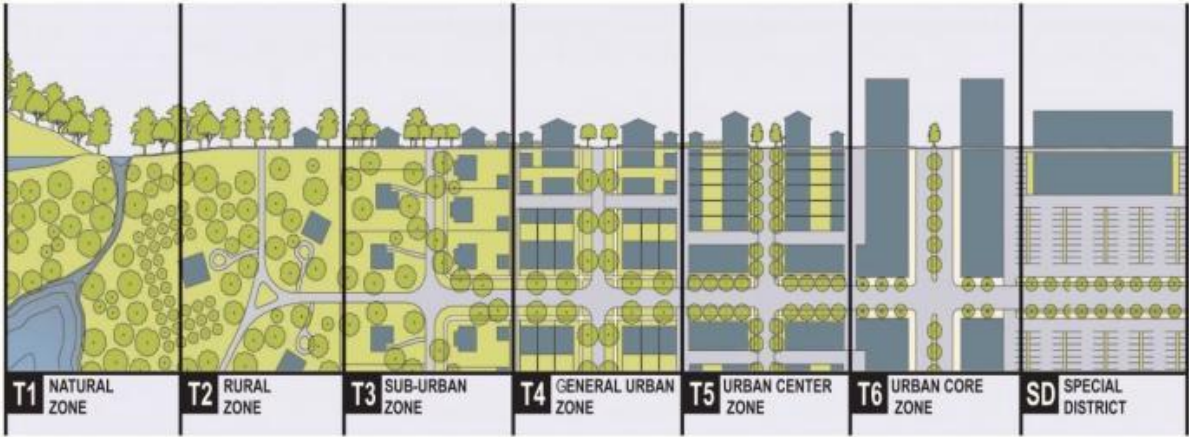 T1 NATURAL
ZONE
T2 RURAL
ZONE
T3 SUB-URBAN
ZONE
T4 GENERAL URBAN
ZONE
T5 URBAN CENTER
ZONE
T6 URBAN CORE
ZONE
SD SPECIAL
DISTRICT